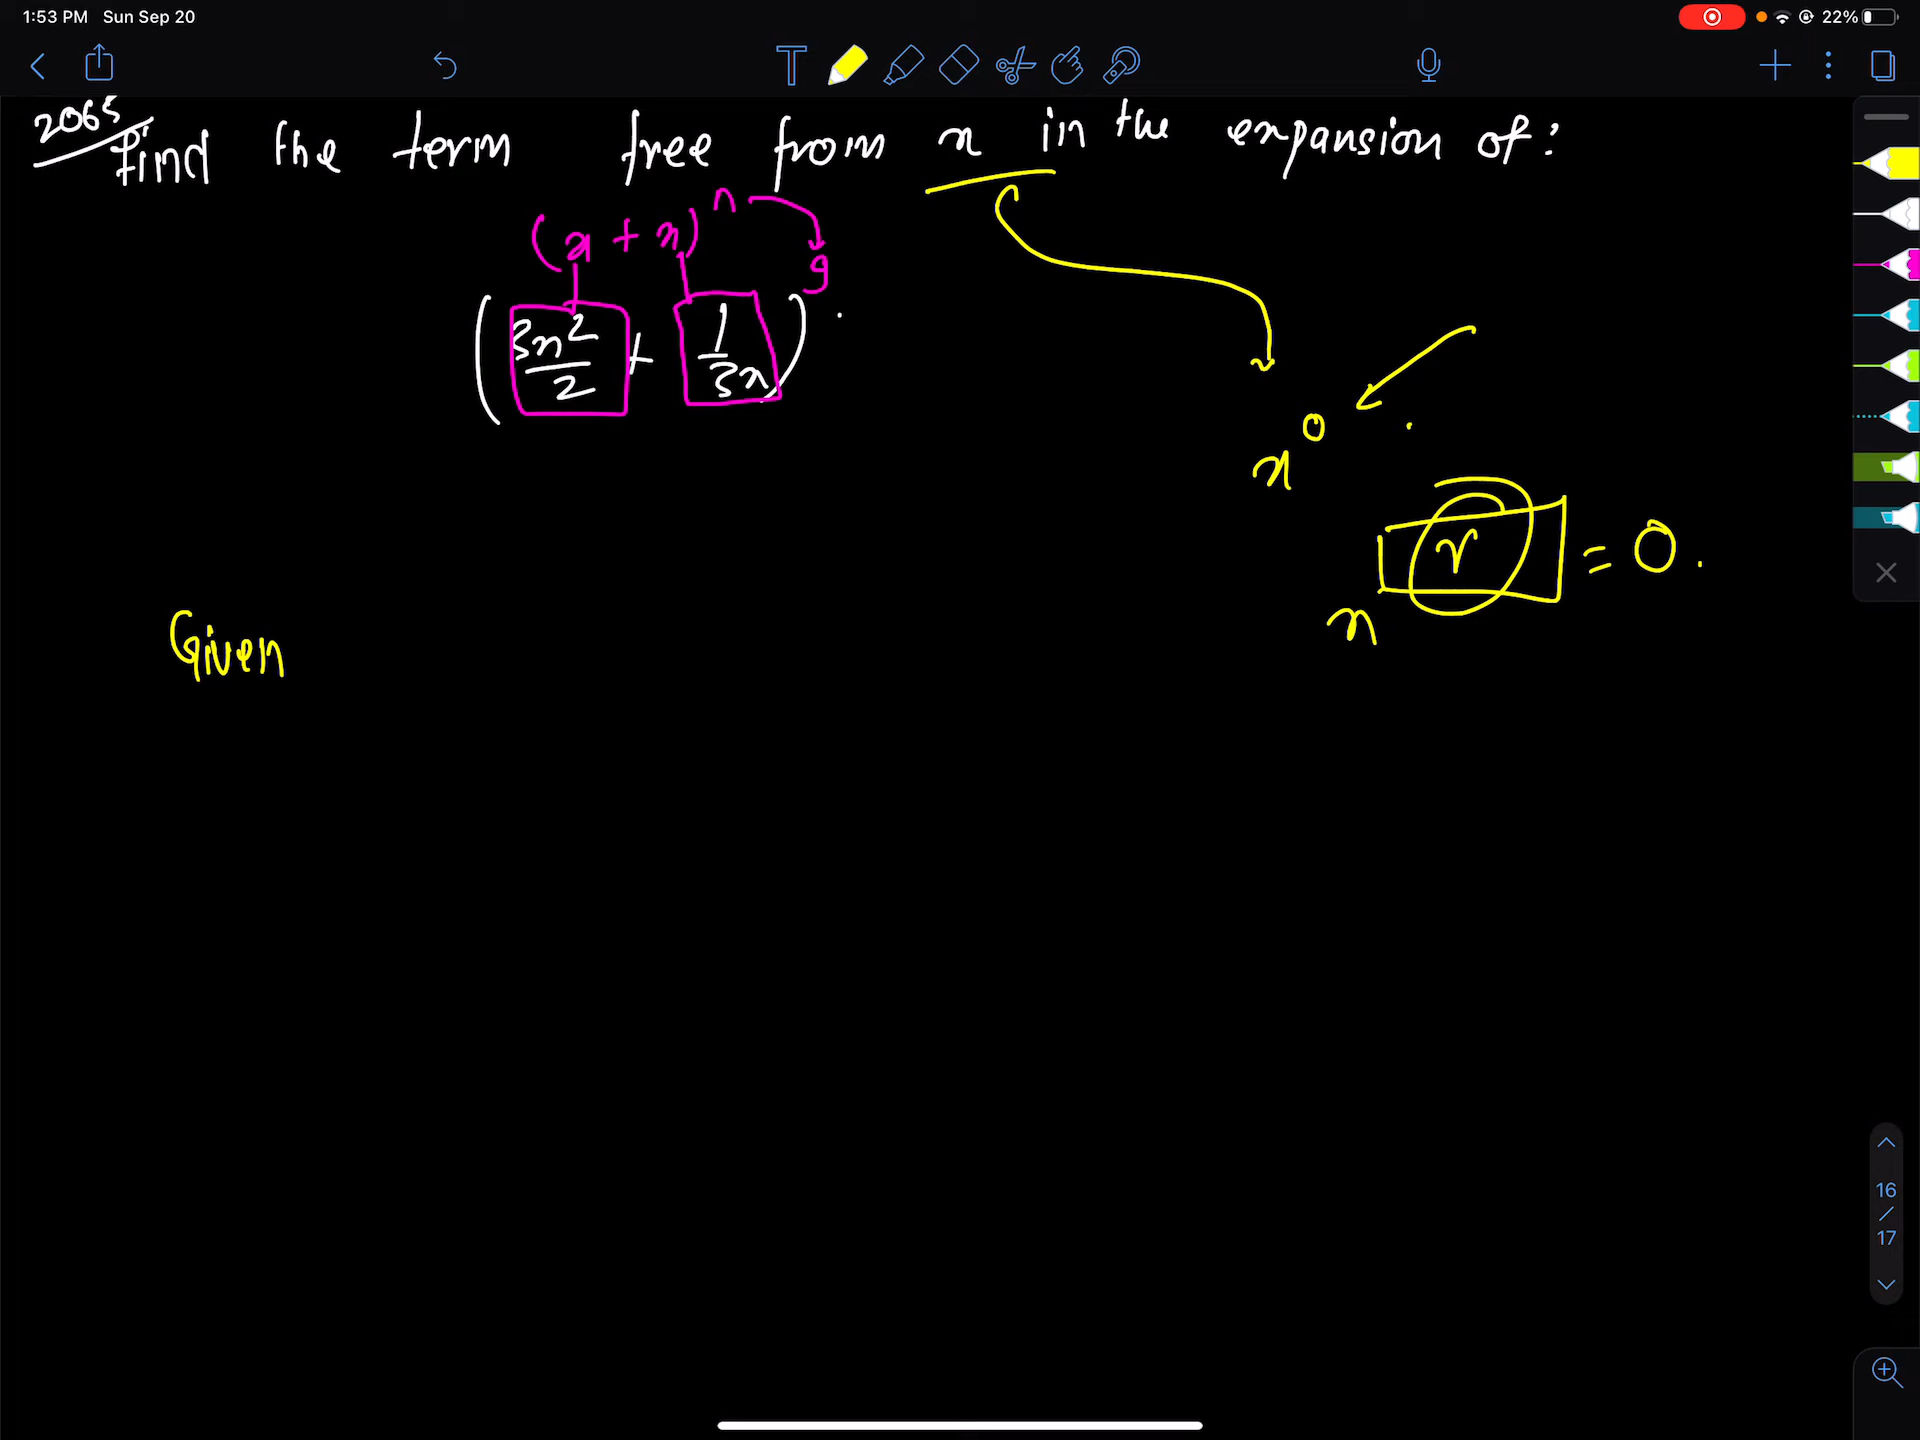 1:53 PM Sun Sep 20
22%
2065
Find the term free from x in the expansion of:
(a + x)^n
9
(3x²/2 + 1/3x)
x^0
x^r = 0.
Given
16
/
17